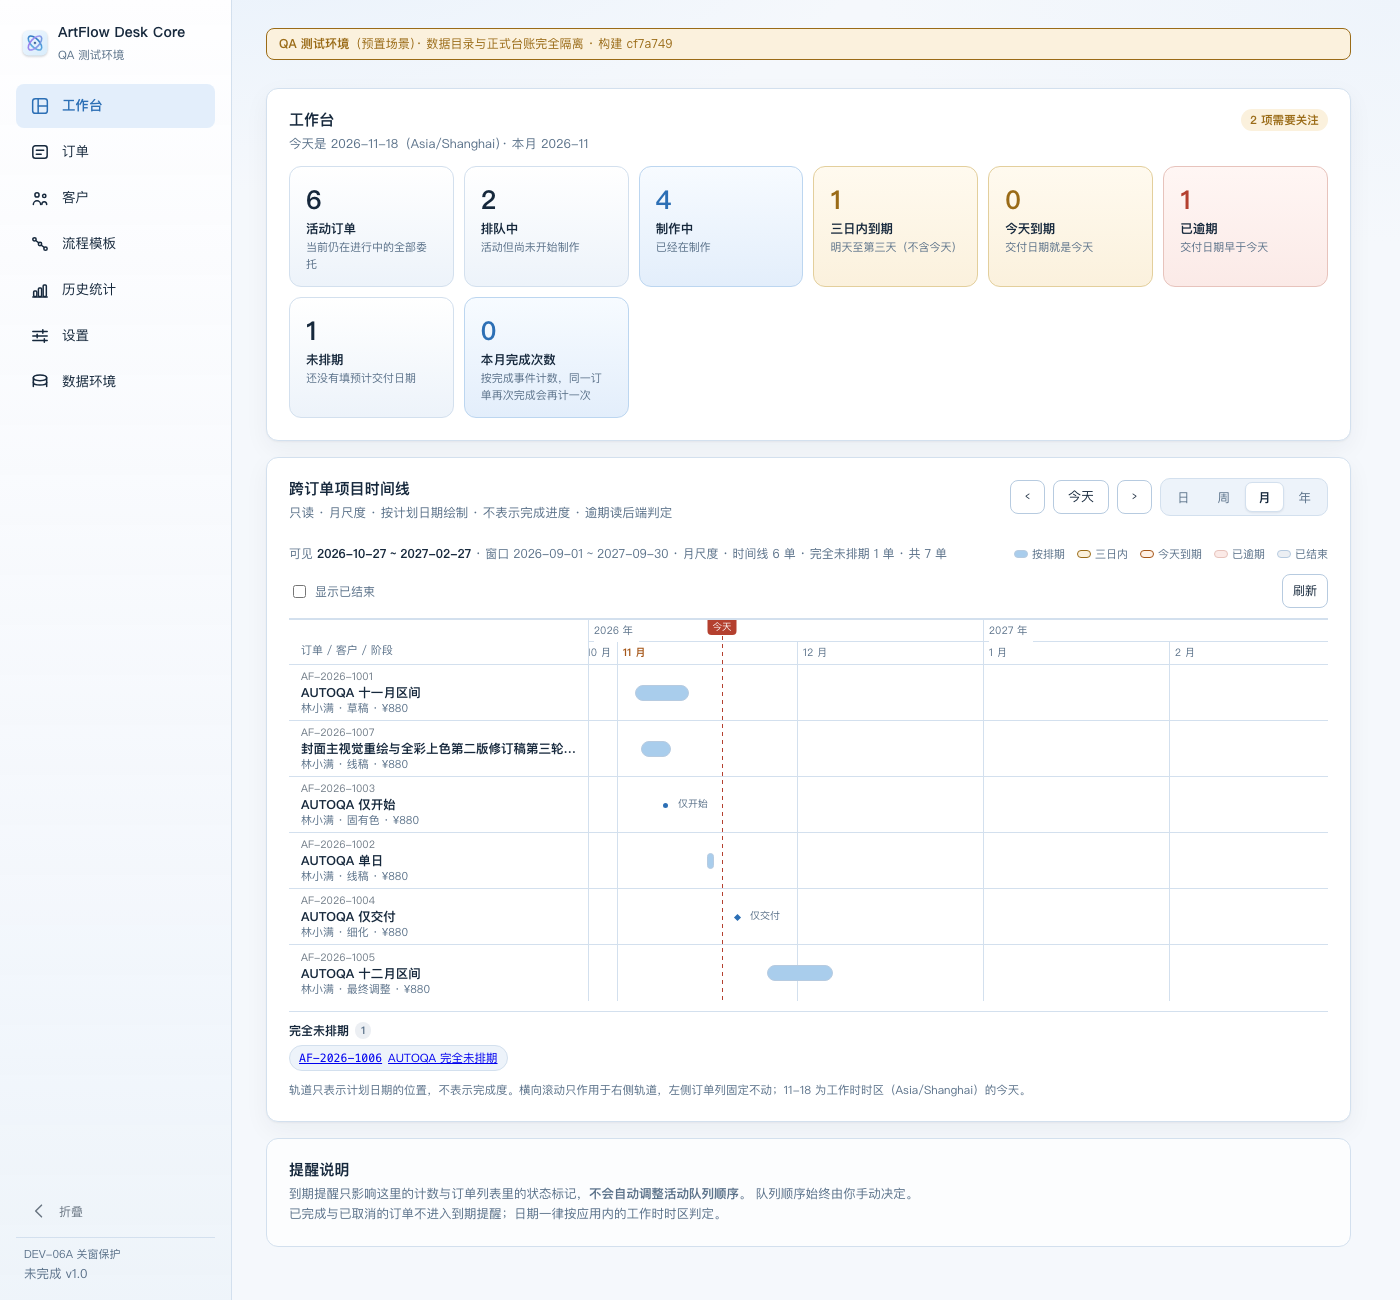 ArtFlow Desk Core
QA 测试环境
工作台
订单
客户
流程模板
历史统计
设置
数据环境
折叠
DEV-06A 关窗保护
未完成 v1.0
QA 测试环境（预置场景）· 数据目录与正式台账完全隔离 · 构建 cf7a749
工作台
今天是 2026-11-18（Asia/Shanghai）· 本月 2026-11
2 项需要关注
6
活动订单
当前仍在进行中的全部委
托
2
排队中
活动但尚未开始制作
4
制作中
已经在制作
1
三日内到期
明天至第三天（不含今天）
0
今天到期
交付日期就是今天
1
已逾期
交付日期早于今天
1
未排期
还没有填预计交付日期
0
本月完成次数
按完成事件计数，同一订
单再次完成会再计一次
跨订单项目时间线
只读 · 月尺度 · 按计划日期绘制 · 不表示完成进度 · 逾期读后端判定
‹ 今天 › 日 周 月 年
可见 2026-10-27 ~ 2027-02-27 · 窗口 2026-09-01 ~ 2027-09-30 · 月尺度 · 时间线 6 单 · 完全未排期 1 单 · 共 7 单
按排期 三日内 今天到期 已逾期 已结束
显示已结束
刷新
订单 / 客户 / 阶段
2026 年 今天 2027 年
10 月 11 月 12 月 1 月 2 月
AF-2026-1001
AUTOQA 十一月区间
林小满 · 草稿 · ¥880
AF-2026-1007
封面主视觉重绘与全彩上色第二版修订稿第三轮...
林小满 · 线稿 · ¥880
AF-2026-1003
AUTOQA 仅开始
林小满 · 固有色 · ¥880
仅开始
AF-2026-1002
AUTOQA 单日
林小满 · 线稿 · ¥880
AF-2026-1004
AUTOQA 仅交付
林小满 · 细化 · ¥880
仅交付
AF-2026-1005
AUTOQA 十二月区间
林小满 · 最终调整 · ¥880
完全未排期 1
AF-2026-1006 AUTOQA 完全未排期
轨道只表示计划日期的位置，不表示完成度。横向滚动只作用于右侧轨道，左侧订单列固定不动；11-18 为工作时时区（Asia/Shanghai）的今天。
提醒说明
到期提醒只影响这里的计数与订单列表里的状态标记，不会自动调整活动队列顺序。 队列顺序始终由你手动决定。
已完成与已取消的订单不进入到期提醒；日期一律按应用内的工作时时区判定。